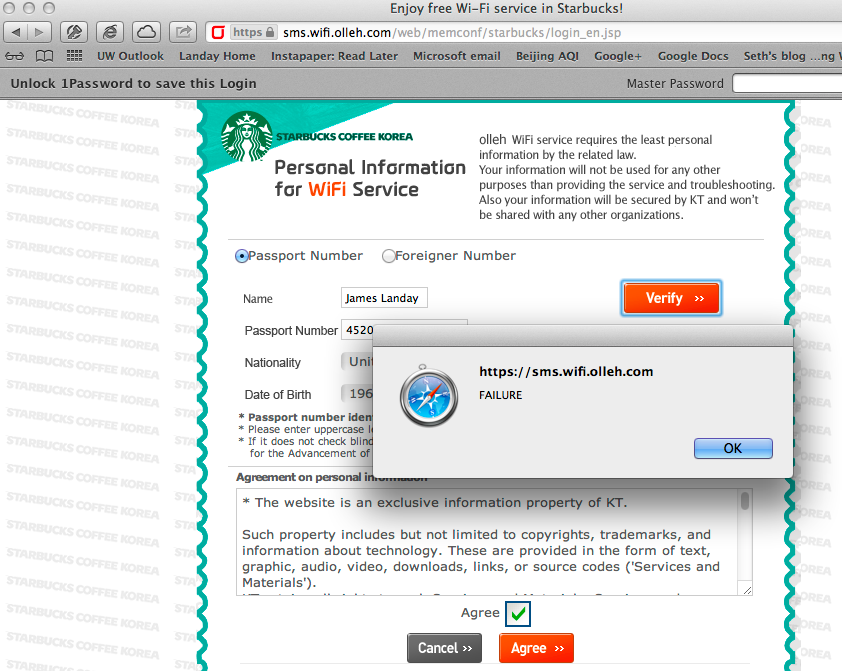 Enjoy free Wi-Fi service in Starbucks!
https sms.wifi.olleh.com/web/memconf/starbucks/login_en.jsp
UW Outlook Landay Home Instapaper: Read Later Microsoft email Beijing AQI Google+ Google Docs Seth's blog ...ng
Unlock 1Password to save this Login Master Password
STARBUCKS COFFEE KOREA
Personal Information
for WiFi Service
olleh WiFi service requires the least personal
information by the related law.
Your information will not be used for any other
purposes than providing the service and troubleshooting.
Also your information will be secured by KT and won't
be shared with any other organizations.
Passport Number Foreigner Number
Name James Landay Verify >>
Passport Number 4520
Nationality Unit
Date of Birth 196
* Passport number iden
* Please enter uppercase le
* If it does not check blind
for the Advancement of
https://sms.wifi.olleh.com
FAILURE
OK
Agreement on personal information
* The website is an exclusive information property of KT.
Such property includes but not limited to copyrights, trademarks, and
information about technology. These are provided in the form of text,
graphic, audio, video, downloads, links, or source codes ('Services and
Materials').
Agree
Cancel >> Agree >>